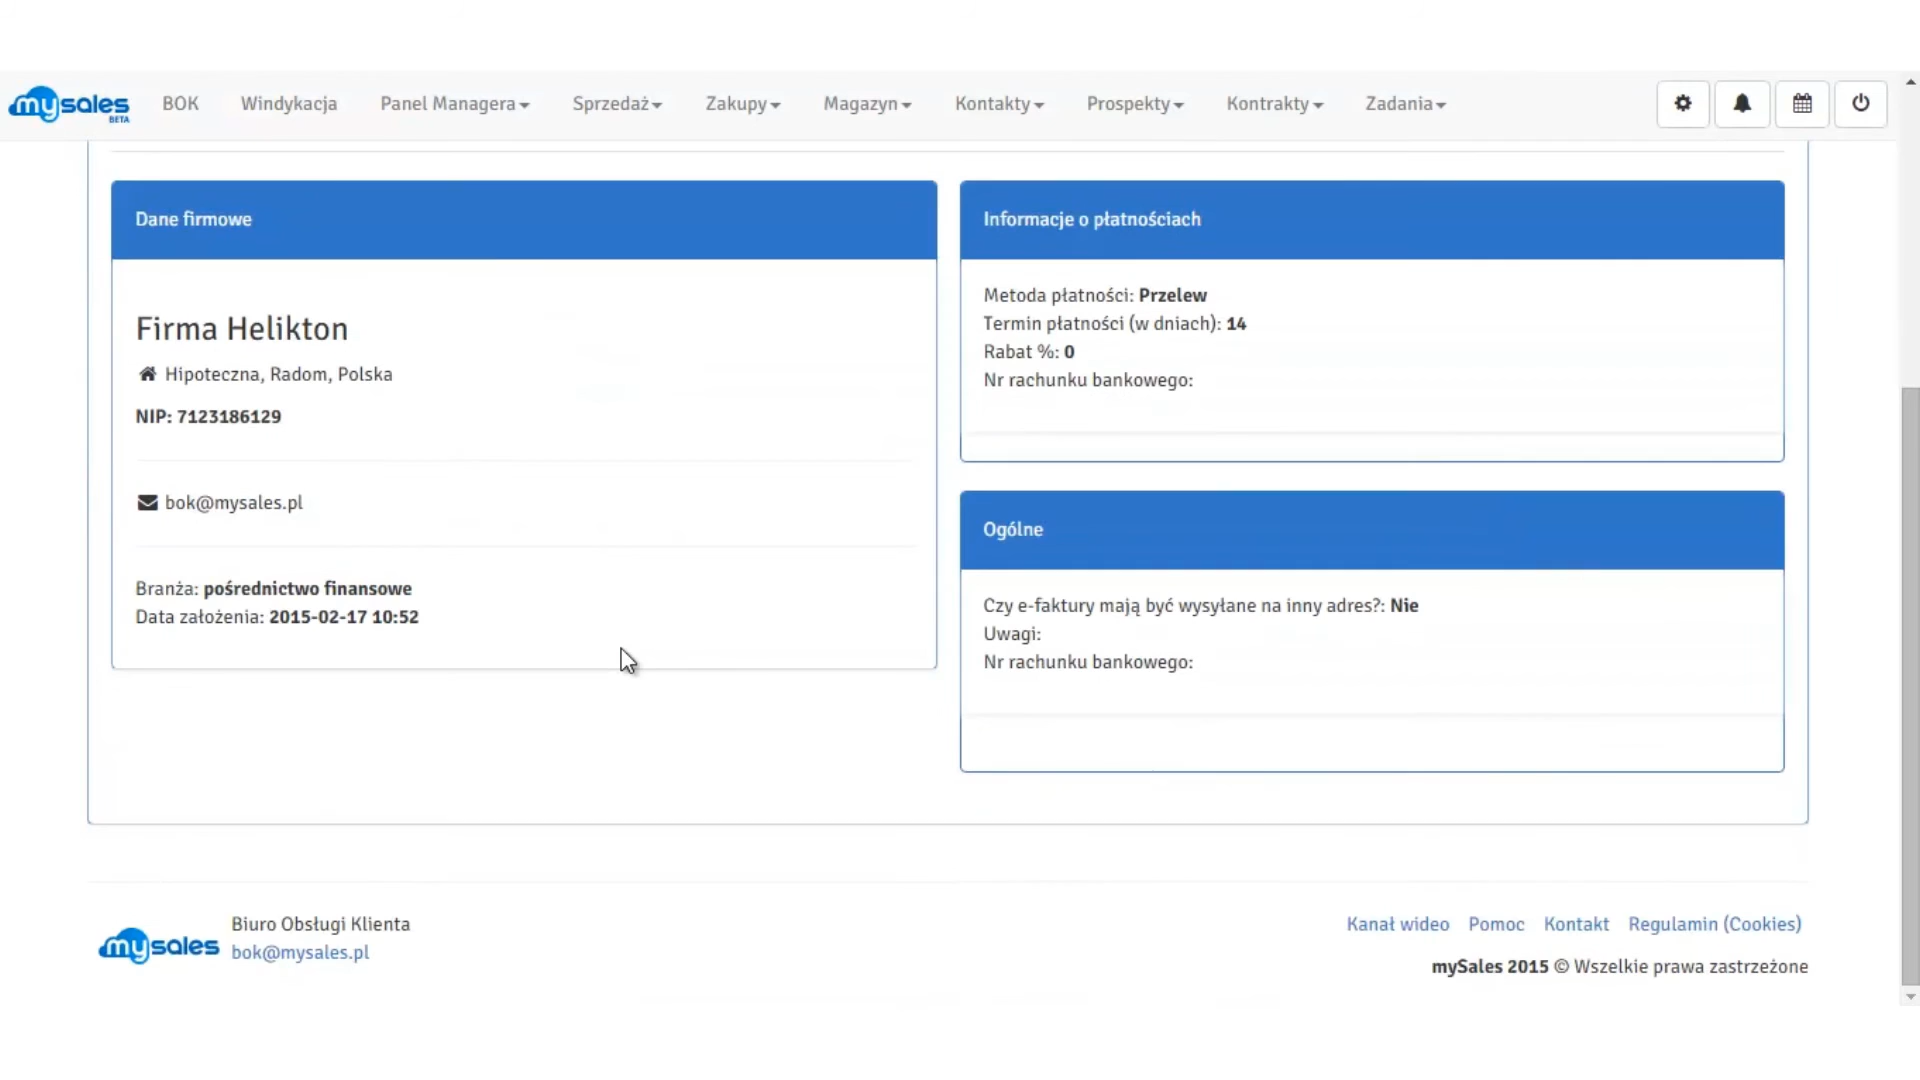 mysales
BETA
BOK
Windykacja
Panel Managera
Sprzedaż
Zakupy
Magazyn
Kontakty
Prospekty
Kontrakty
Zadania
Dane firmowe
Firma Helikton
Hipoteczna, Radom, Polska
NIP: 7123186129
bok@mysales.pl
Branża: pośrednictwo finansowe
Data założenia: 2015-02-17 10:52
Informacje o płatnościach
Metoda płatności: Przelew
Termin płatności (w dniach): 14
Rabat %: 0
Nr rachunku bankowego:
Ogólne
Czy e-faktury mają być wysyłane na inny adres?: Nie
Uwagi:
Nr rachunku bankowego:
mysales
Biuro Obsługi Klienta
bok@mysales.pl
Kanał wideo Pomoc Kontakt Regulamin (Cookies)
mySales 2015 © Wszelkie prawa zastrzeżone